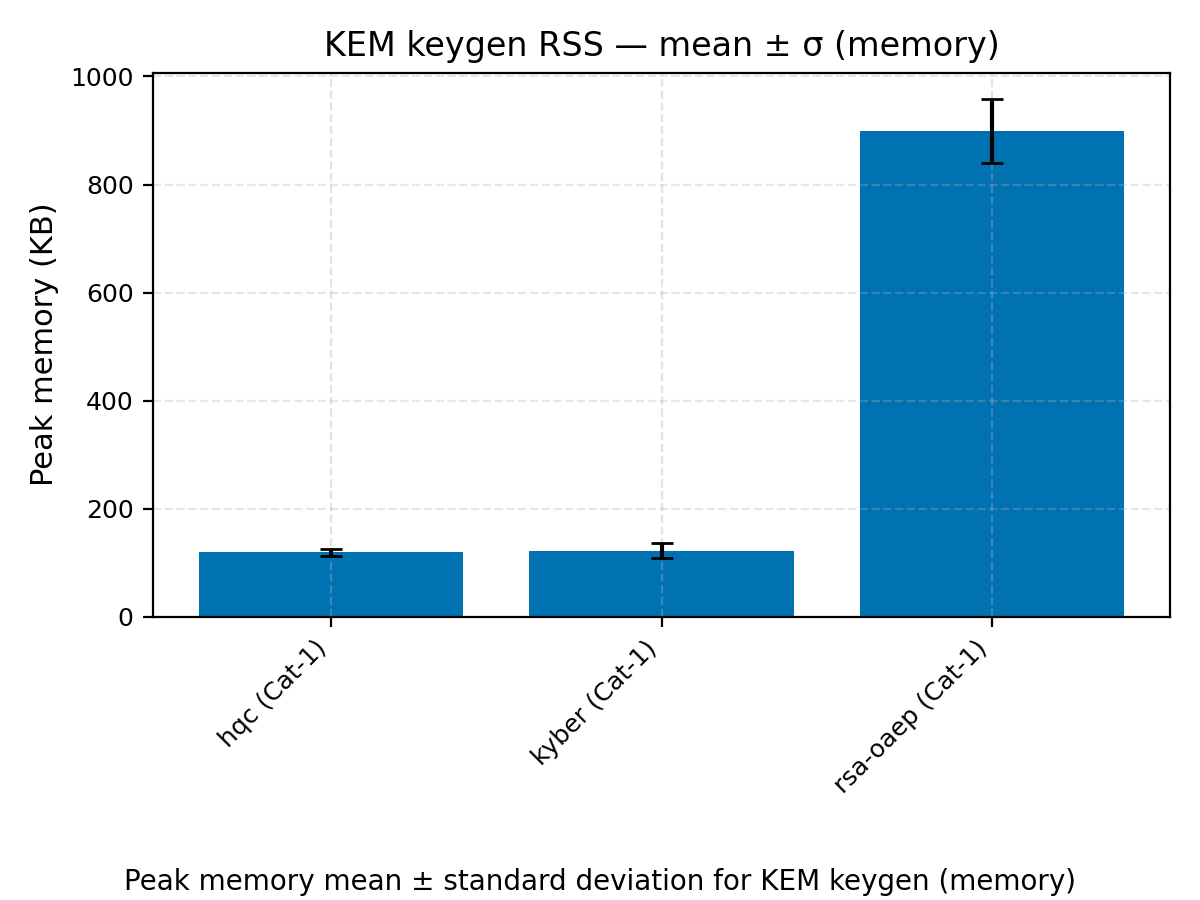 KEM keygen RSS — mean ± σ (memory)
Peak memory (KB)
1000
800
600
400
200
0
hqc (Cat-1)
kyber (Cat-1)
rsa-oaep (Cat-1)
Peak memory mean ± standard deviation for KEM keygen (memory)